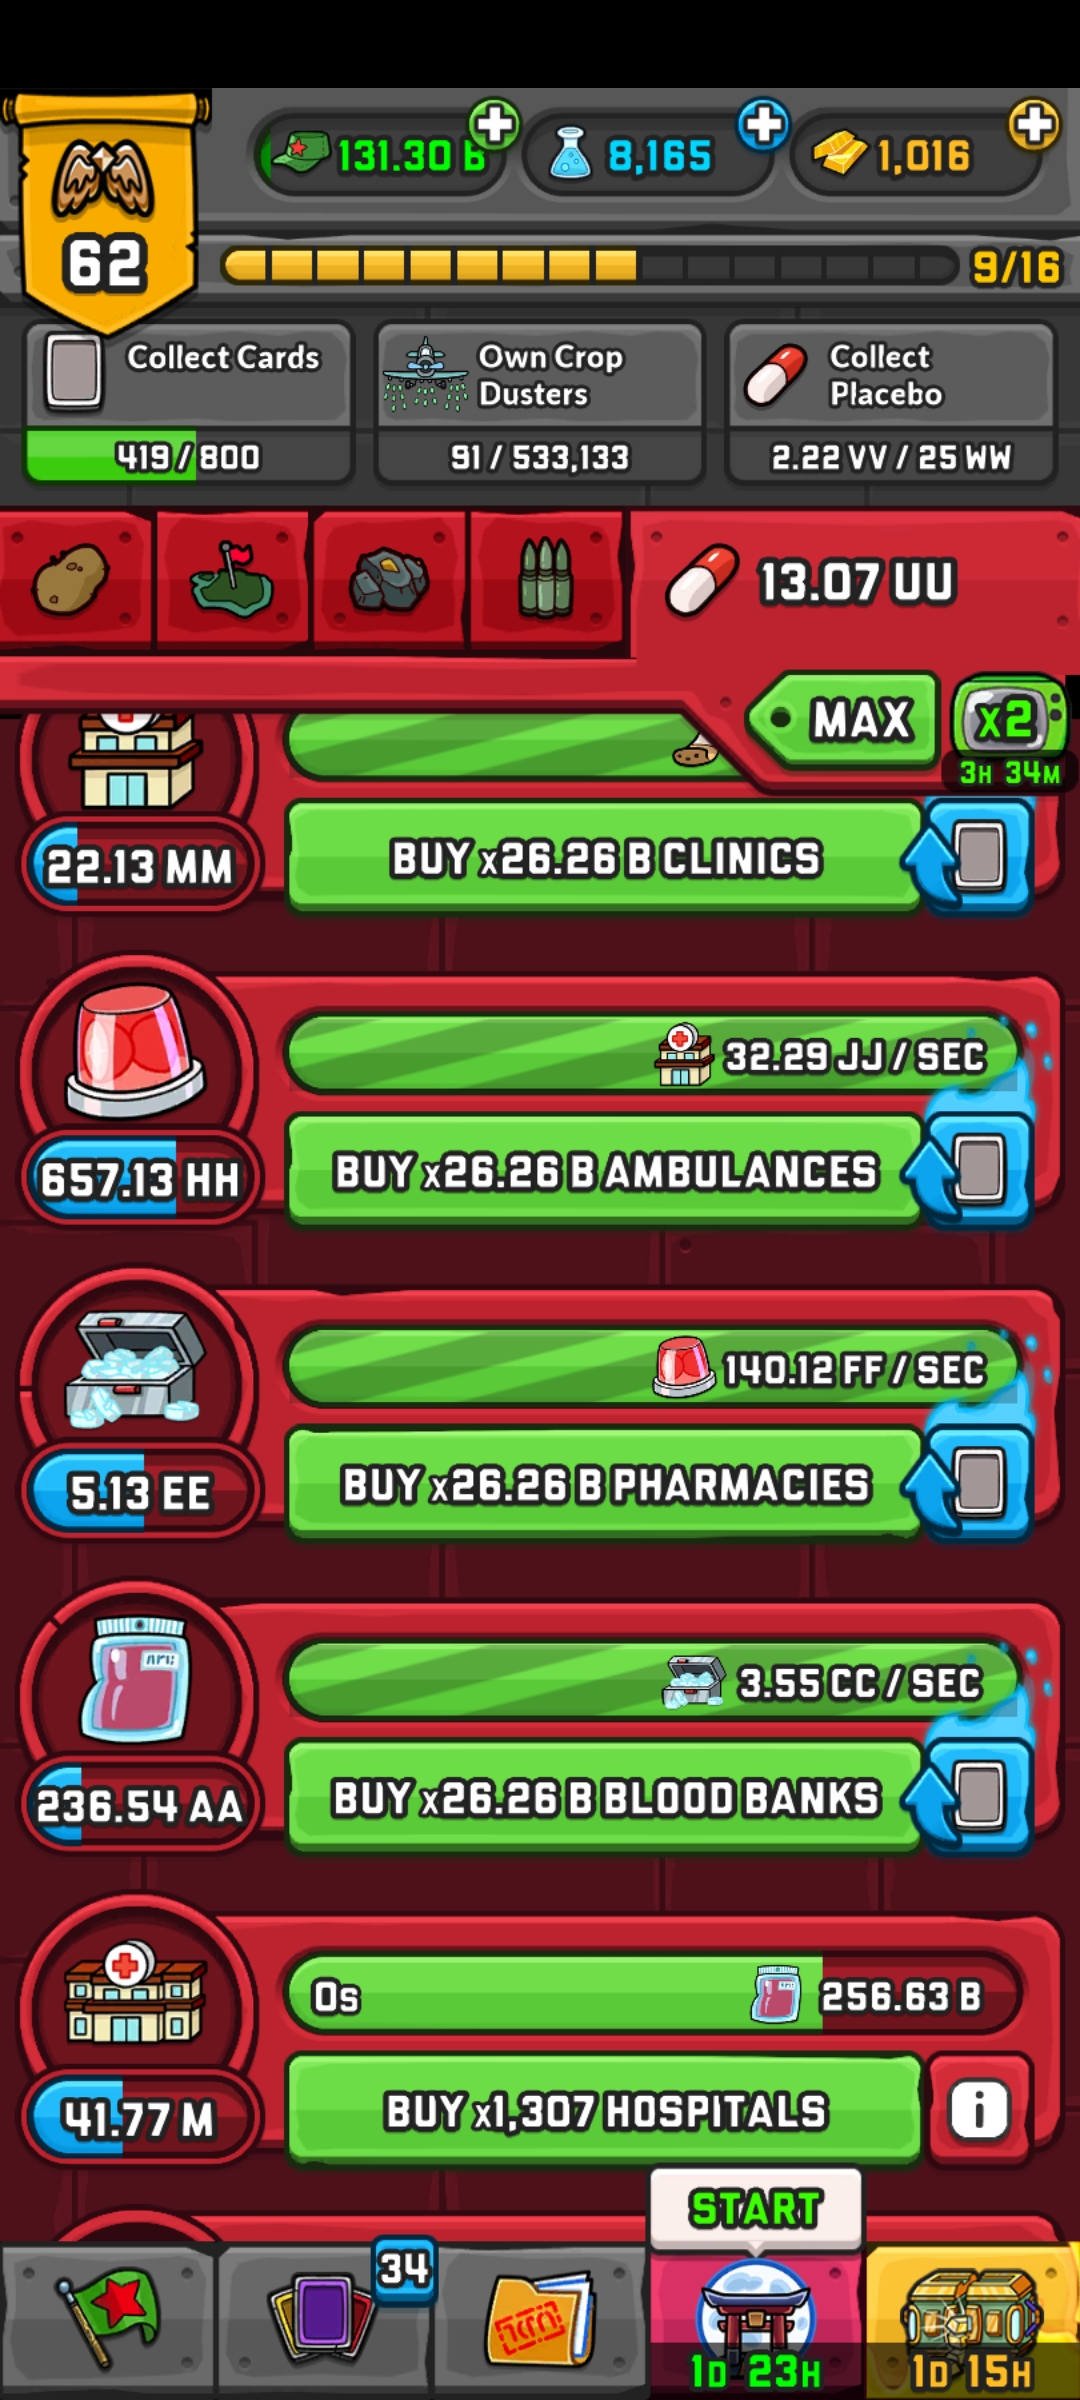 131.30 B
8,165
1,016
62
9/16
Collect Cards
419 / 800
Own Crop
Dusters
91 / 533,133
Collect
Placebo
2.22 VV / 25 WW
13.07 UU
MAX
x2
3H 34M
22.13 MM
BUY x26.26 B CLINICS
32.29 JJ / SEC
657.13 HH
BUY x26.26 B AMBULANCES
140.12 FF / SEC
5.13 EE
BUY x26.26 B PHARMACIES
3.55 CC / SEC
236.54 AA
BUY x26.26 B BLOOD BANKS
0s
256.63 B
41.77 M
BUY x1,307 HOSPITALS
i
START
34
1D 23H
1D 15H